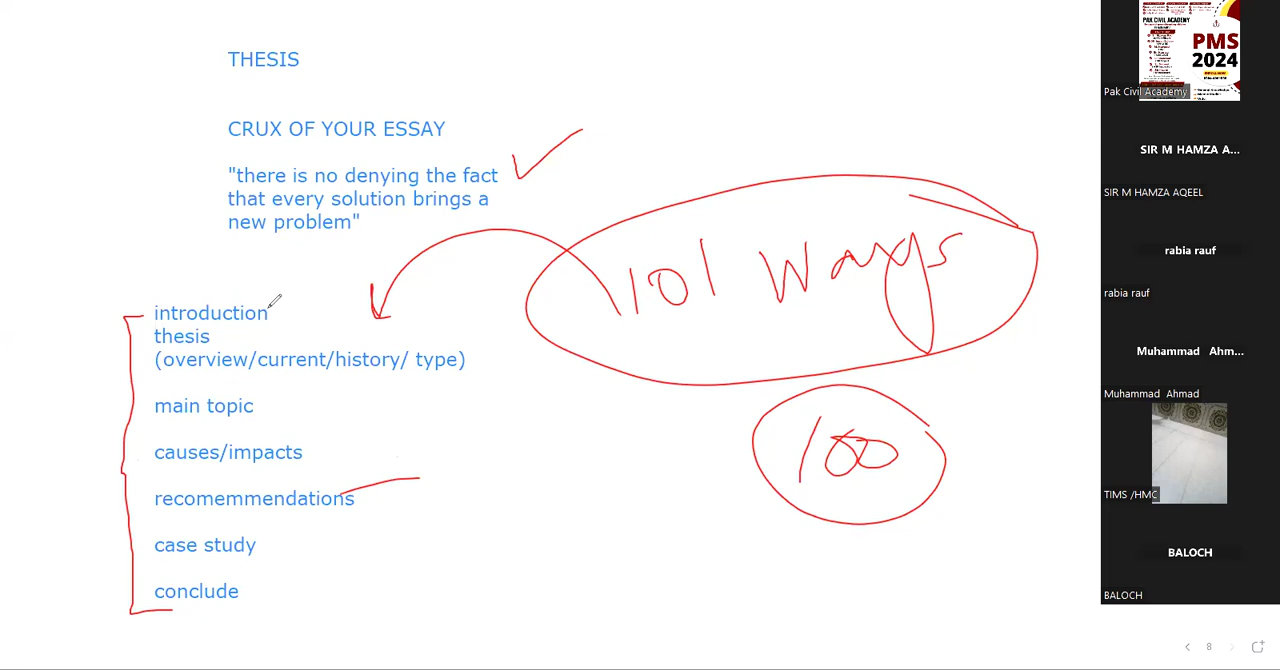 THESIS
CRUX OF YOUR ESSAY
"there is no denying the fact
that every solution brings a
new problem"
101 Ways
100
introduction
thesis
(overview/current/history/ type)
main topic
causes/impacts
recomemmendations
case study
conclude
PAK CIVIL ACADEMY
PMS
2024
Pak Civil Academy
SIR M HAMZA A...
SIR M HAMZA AQEEL
rabia rauf
rabia rauf
Muhammad Ahm...
Muhammad Ahmad
TIMS /HMC
BALOCH
BALOCH
8